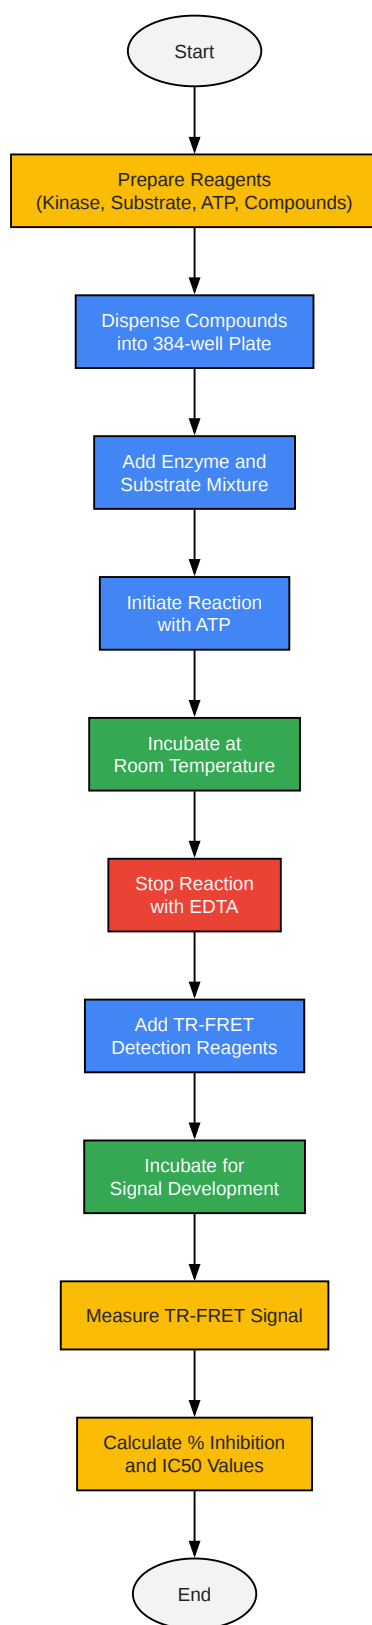 Start
Prepare Reagents
(Kinase, Substrate, ATP, Compounds)
Dispense Compounds
into 384-well Plate
Add Enzyme and
Substrate Mixture
Initiate Reaction
with ATP
Incubate at
Room Temperature
Stop Reaction
with EDTA
Add TR-FRET
Detection Reagents
Incubate for
Signal Development
Measure TR-FRET Signal
Calculate % Inhibition
and IC50 Values
End